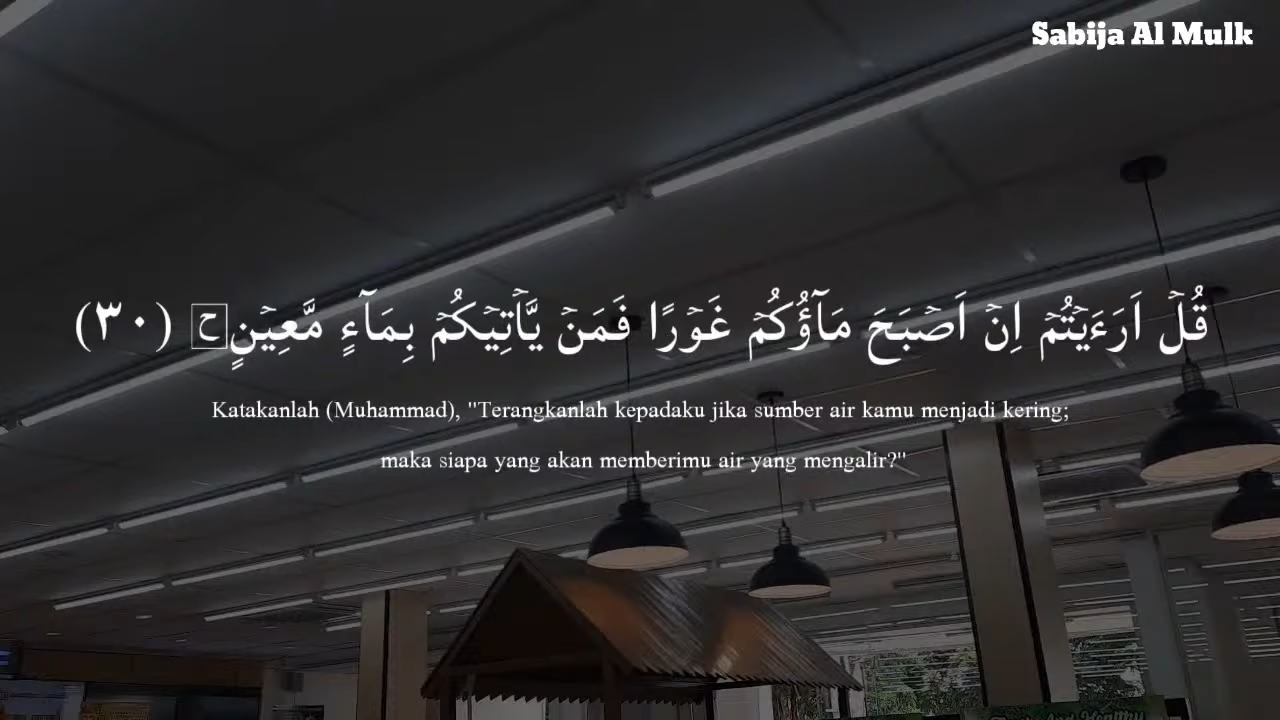 Sabija Al Mulk
قُلْ اَرَءَيْتُمْ اِنْ اَصْبَحَ مَآؤُكُمْ غَوْرًا فَمَنْ يَّأْتِيْكُمْ بِمَآءٍ مَّعِيْنٍ ࣖ (٣٠)
Katakanlah (Muhammad), "Terangkanlah kepadaku jika sumber air kamu menjadi kering;
maka siapa yang akan memberimu air yang mengalir?"